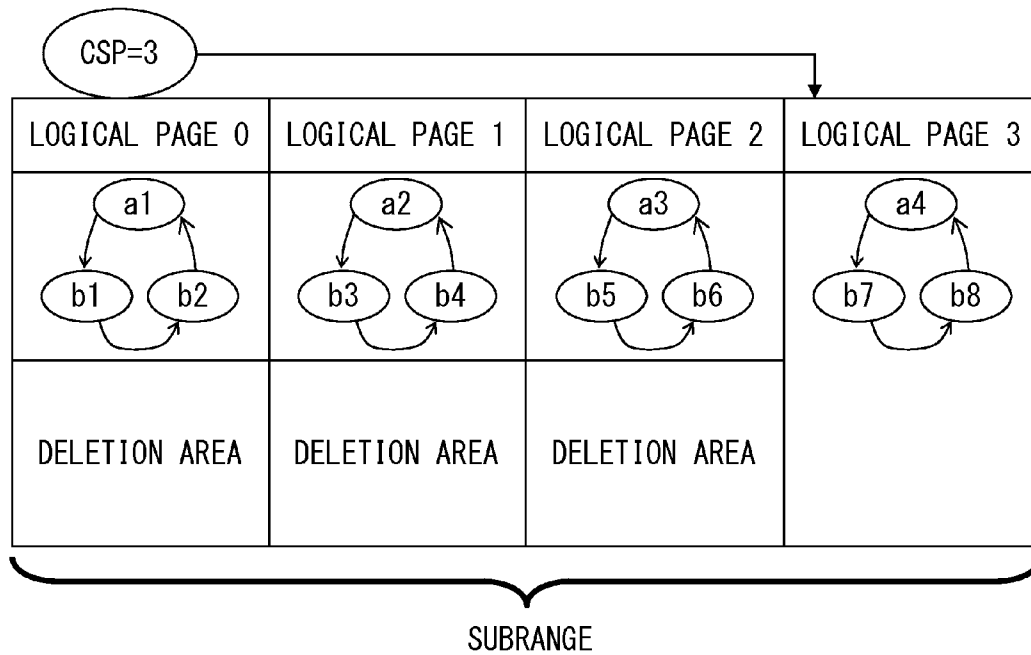 CSP=3
LOGICAL PAGE 0 LOGICAL PAGE 1 LOGICAL PAGE 2 LOGICAL PAGE 3
a1 a2 a3 a4
b1 b2 b3 b4 b5 b6 b7 b8
DELETION AREA DELETION AREA DELETION AREA
SUBRANGE